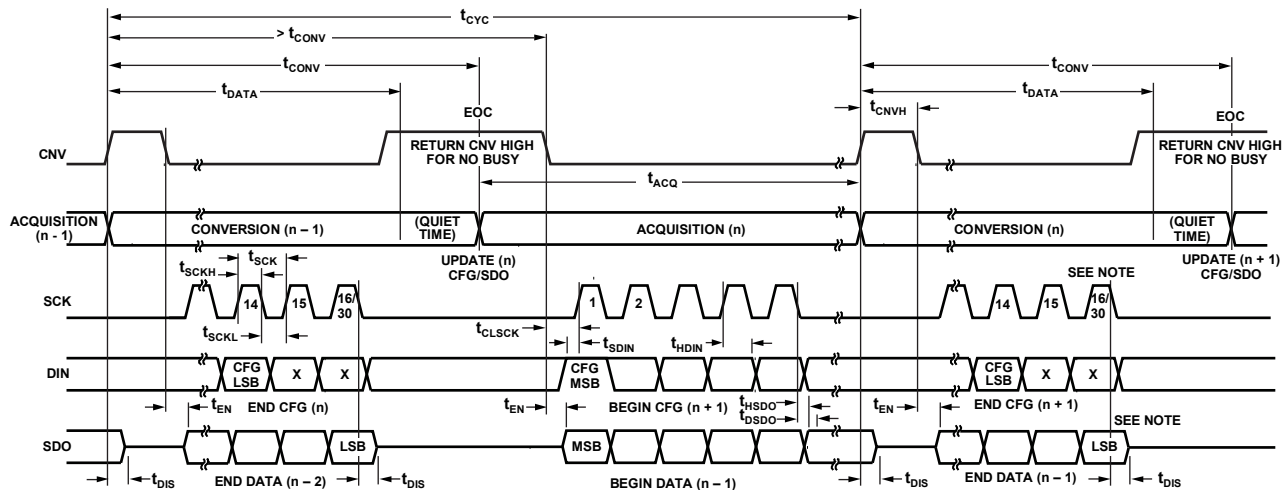 tCYC
> tCONV
tCONV
tCONV
tDATA
tDATA
tCNVH
EOC
EOC
CNV
RETURN CNV HIGH
FOR NO BUSY
RETURN CNV HIGH
FOR NO BUSY
tACQ
ACQUISITION
(n - 1)
CONVERSION (n – 1)
(QUIET
TIME)
ACQUISITION (n)
CONVERSION (n)
(QUIET
TIME)
UPDATE (n)
CFG/SDO
UPDATE (n + 1)
CFG/SDO
tSCKH
tSCK
SEE NOTE
SCK
14
15
16/
30
1
2
14
15
16/
30
tSCKL
tCLSCK
tSDIN
tHDIN
DIN
CFG
LSB
X
X
CFG
MSB
CFG
LSB
X
X
tEN
END CFG (n)
tEN
BEGIN CFG (n + 1)
tHSDO
tDSDO
tEN
END CFG (n + 1)
SEE NOTE
SDO
LSB
MSB
LSB
tDIS
END DATA (n – 2)
tDIS
BEGIN DATA (n – 1)
tDIS
END DATA (n – 1)
tDIS